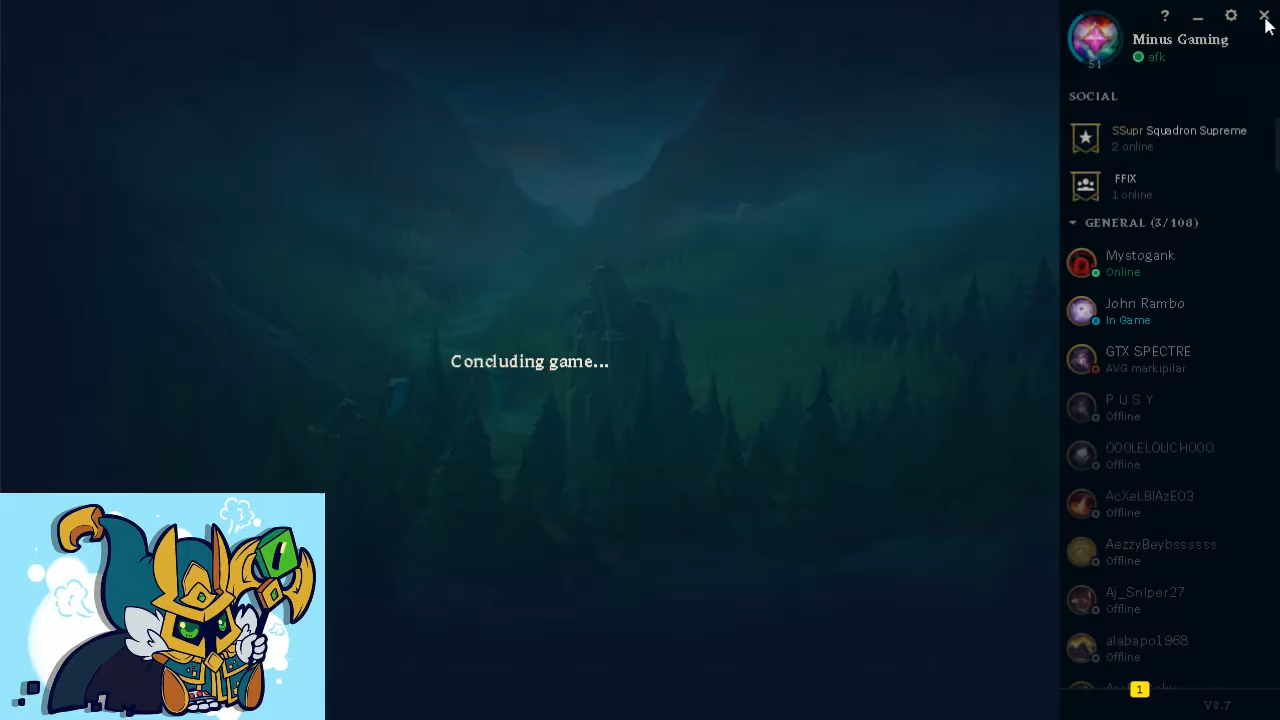 ?
Minus Gaming
afk
51
SOCIAL
SSupr Squadron Supreme
2 online
FFIX
1 online
GENERAL (3/108)
Mystogank
Online
John Rambo
In Game
GTX SPECTRE
AVG markipilar
P U S Y
Offline
OOOLELOUCHOOO
Offline
AcXeLBlAzE03
Offline
AezzyBeybssssss
Offline
Aj_SnIper27
Offline
alabapo1968
Offline
1
V8.7
Concluding game...